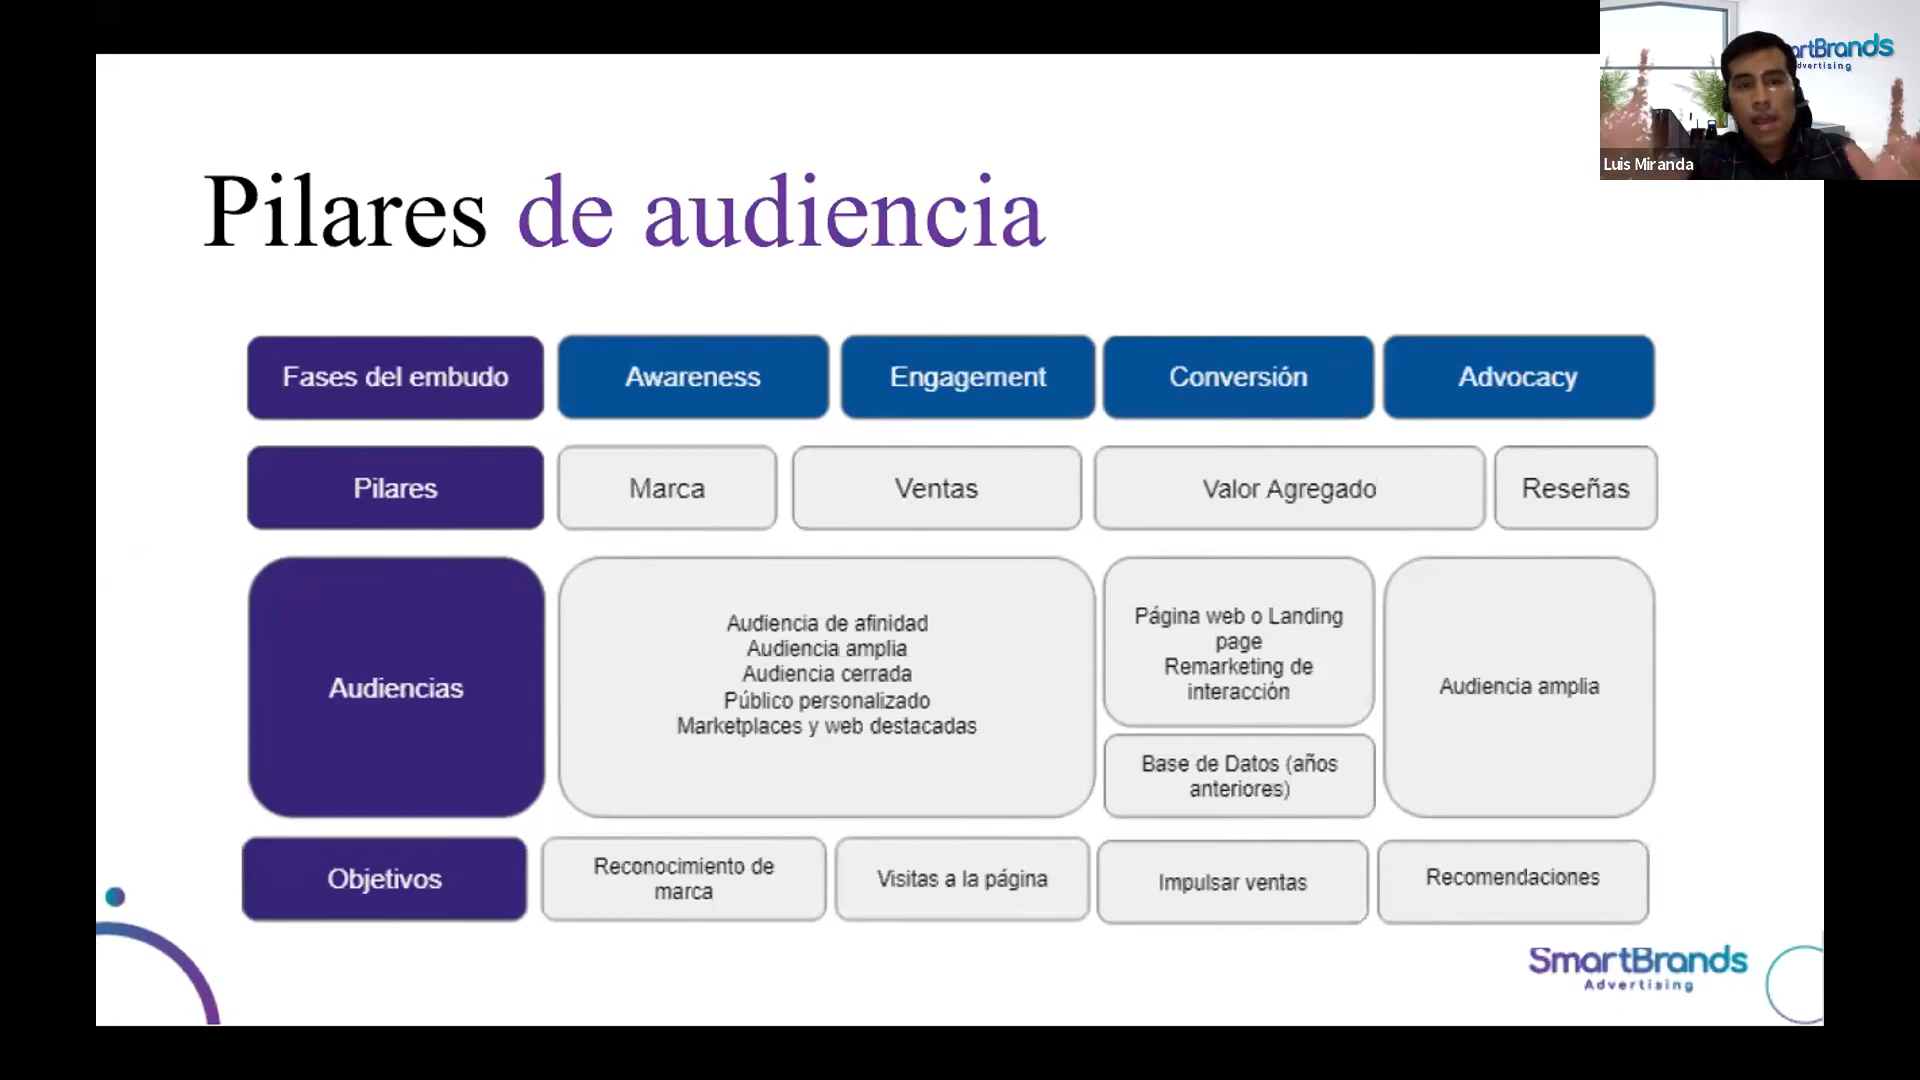 artBrands
dvertising
Luis Miranda
Pilares de audiencia
Fases del embudo
Awareness
Engagement
Conversión
Advocacy
Pilares
Marca
Ventas
Valor Agregado
Reseñas
Audiencias
Audiencia de afinidad
Audiencia amplia
Audiencia cerrada
Público personalizado
Marketplaces y web destacadas
Página web o Landing
page
Remarketing de
interacción
Base de Datos (años
anteriores)
Audiencia amplia
Objetivos
Reconocimiento de
marca
Visitas a la página
Impulsar ventas
Recomendaciones
SmartBrands
Advertising